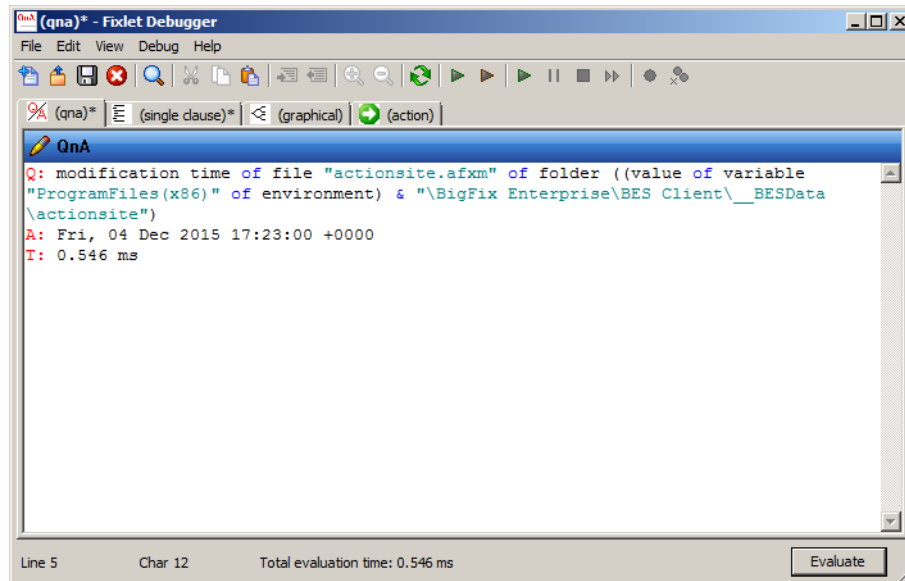 QnA (qna)* - Fixlet Debugger
File Edit View Debug Help
(qna)* (single clause)* (graphical) (action)
QnA
Q: modification time of file "actionsite.afxm" of folder ((value of variable
"ProgramFiles(x86)" of environment) & "\BigFix Enterprise\BES Client\__BESData
\actionsite")
A: Fri, 04 Dec 2015 17:23:00 +0000
T: 0.546 ms
Line 5 Char 12 Total evaluation time: 0.546 ms Evaluate